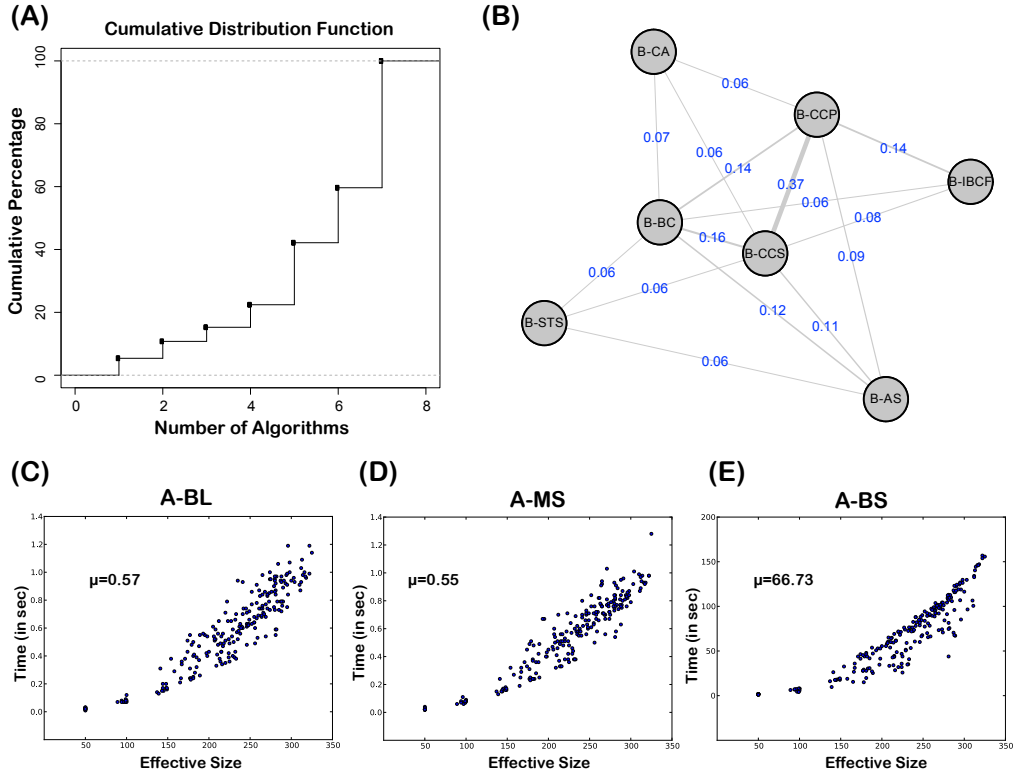 (A)
Cumulative Distribution Function
Cumulative Percentage
100
80
60
40
20
0
0 2 4 6 8
Number of Algorithms
(B)
B-CA
B-CCP
B-IBCF
B-BC
B-CCS
B-STS
B-AS
0.06
0.07
0.06
0.14
0.14
0.37
0.06
0.08
0.16
0.09
0.06
0.06
0.12
0.11
0.06
(C)
A-BL
μ=0.57
Time (in sec)
1.4
1.2
1.0
0.8
0.6
0.4
0.2
0.0
50 100 150 200 250 300 350
Effective Size
(D)
A-MS
μ=0.55
Time (in sec)
1.4
1.2
1.0
0.8
0.6
0.4
0.2
0.0
50 100 150 200 250 300 350
Effective Size
(E)
A-BS
μ=66.73
Time (in sec)
200
150
100
50
0
50 100 150 200 250 300 350
Effective Size